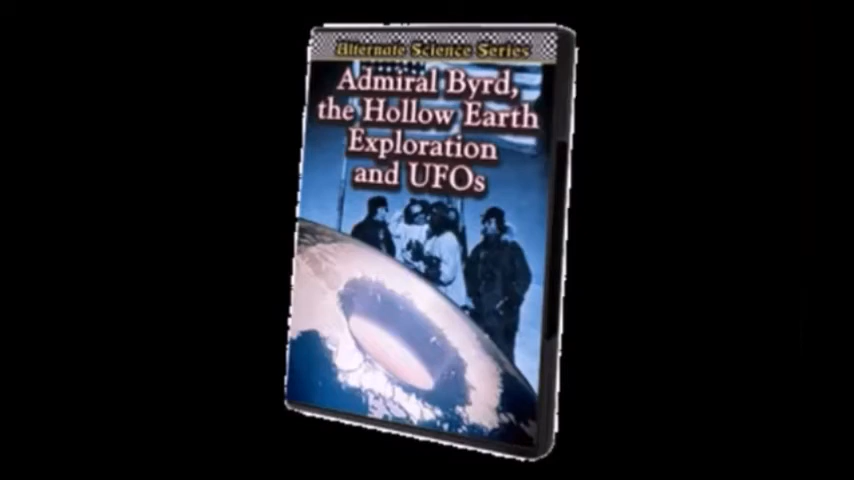 Alternate Science Series
Admiral Byrd,
the Hollow Earth
Exploration
and UFOs